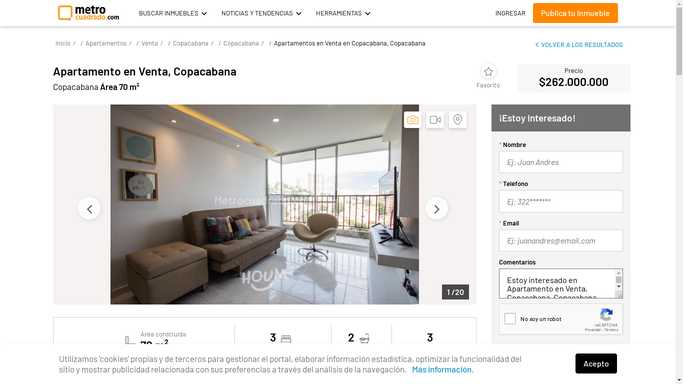 metro
cuadrado.com
BUSCAR INMUEBLES
NOTICIAS Y TENDENCIAS
HERRAMIENTAS
INGRESAR
Publica tu Inmueble
Inicio / Apartamentos / Venta / Copacabana / Copacabana / Apartamentos en Venta en Copacabana, Copacabana
VOLVER A LOS RESULTADOS
Apartamento en Venta, Copacabana
Copacabana Área 70 m²
Favorito
Precio
$262.000.000
HOUM
1 / 20
¡Estoy Interesado!
* Nombre
Ej: Juan Andres
* Teléfono
Ej: 322*******
* Email
Ej: juanandres@email.com
Comentarios
Estoy interesado en
Apartamento en Venta,
Copacabana, Copacabana
No soy un robot
reCAPTCHA
Privacidad - Términos
Área construida
70 m²
3
2
3
Utilizamos 'cookies' propias y de terceros para gestionar el portal, elaborar información estadística, optimizar la funcionalidad del
sitio y mostrar publicidad relacionada con sus preferencias a través del análisis de la navegación. Más información.
Acepto